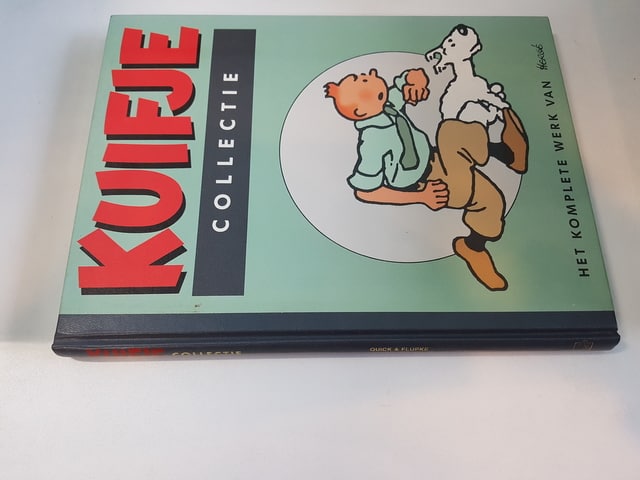 KUIFJE
COLLECTIE
HET KOMPLETE WERK VAN HERGÉ
KUIFJE COLLECTIE QUICK & FLUPKE